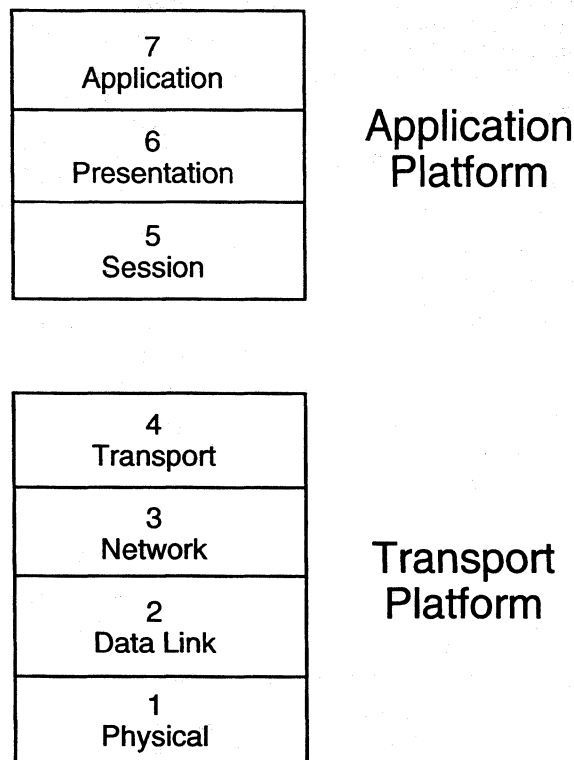 7
Application
6
Presentation
5
Session
Application
Platform
4
Transport
3
Network
2
Data Link
1
Physical
Transport
Platform